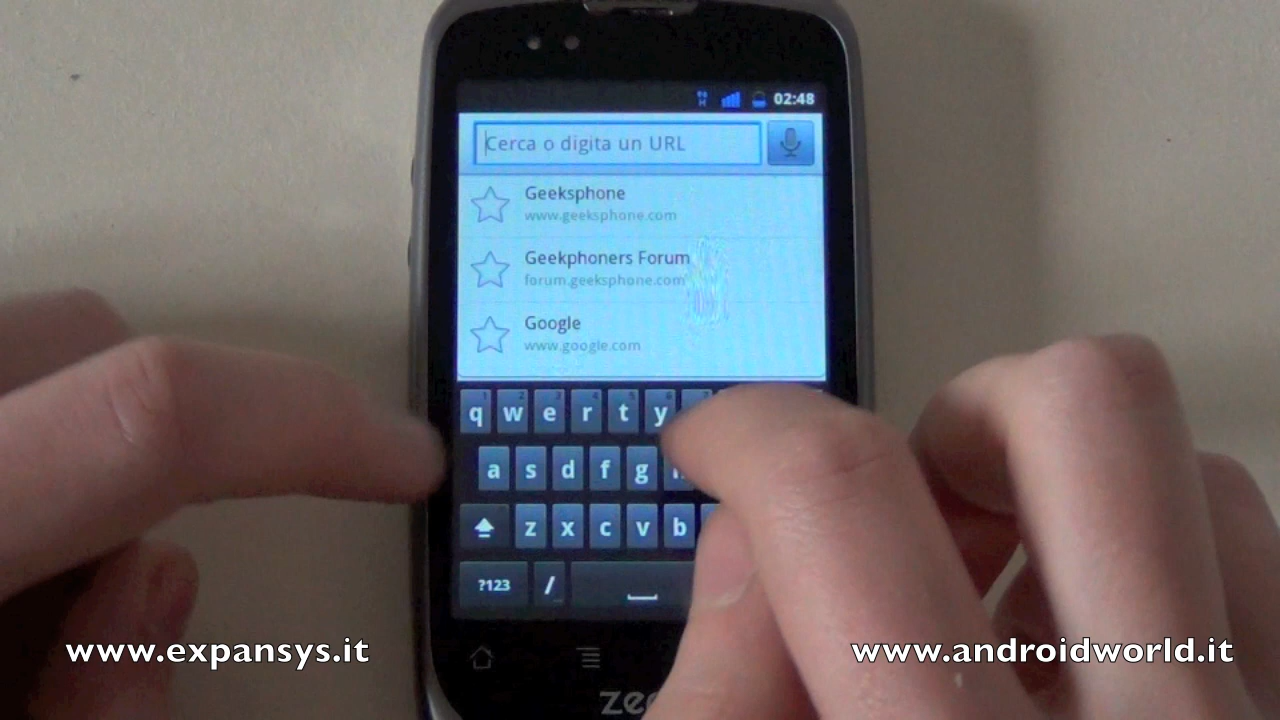 02:48
Cerca o digita un URL
Geeksphone
www.geeksphone.com
Geekphoners Forum
forum.geeksphone.com
Google
www.google.com
q w e r t y
a s d f g
z x c v b
?123 /
www.expansys.it
www.androidworld.it